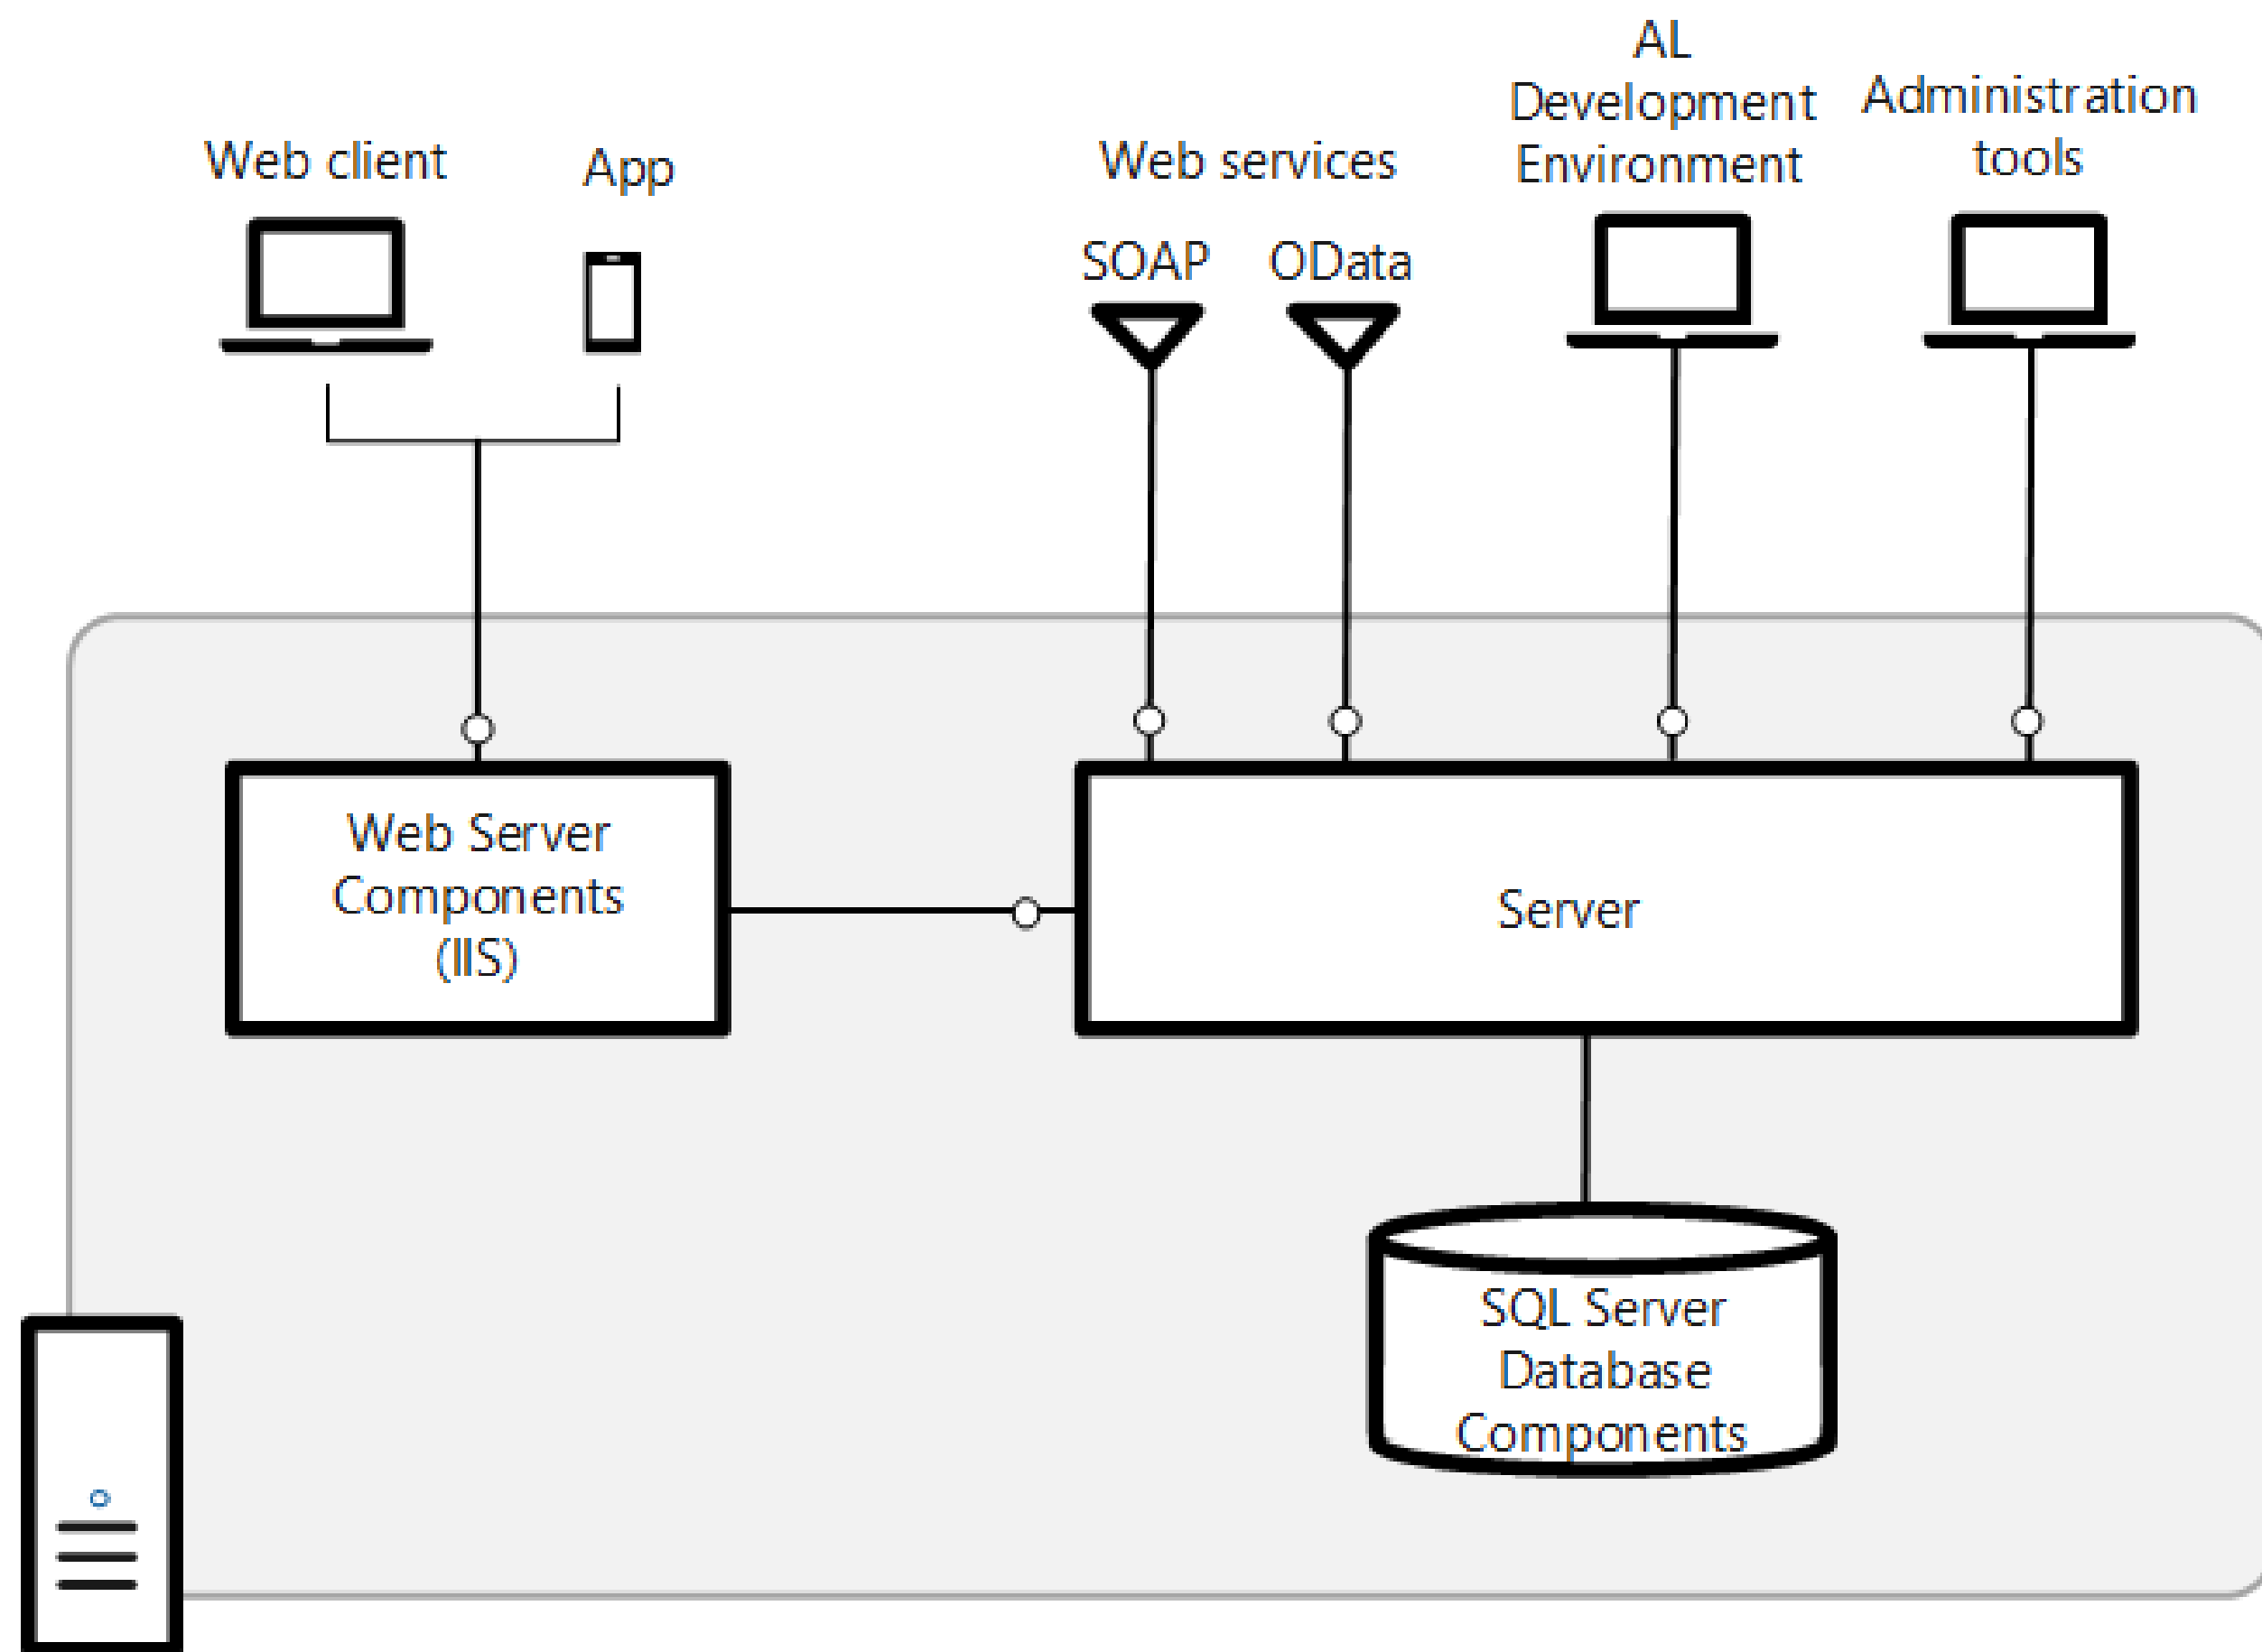 Web client
App
Web services
SOAP
OData
AL
Development
Environment
Administration
tools
Web Server
Components
(IIS)
Server
SQL Server
Database
Components